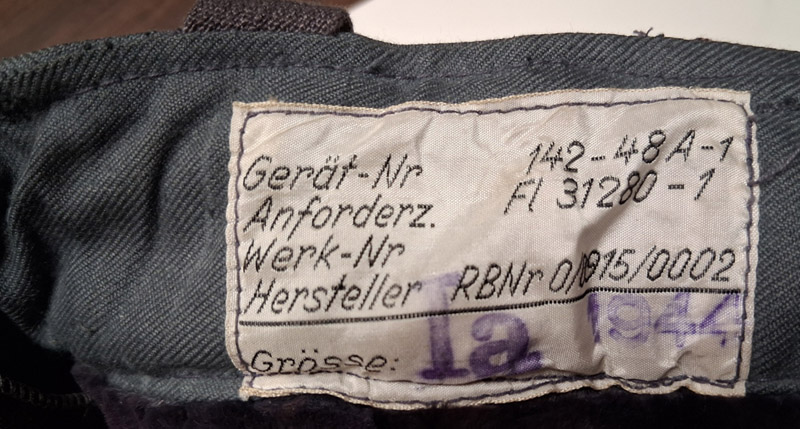 Gerät-Nr 142-48A-1
Anforderz. Fl 31280-1
Werk-Nr
Hersteller RBNr 0/0915/0002
Grösse: Ia 1944